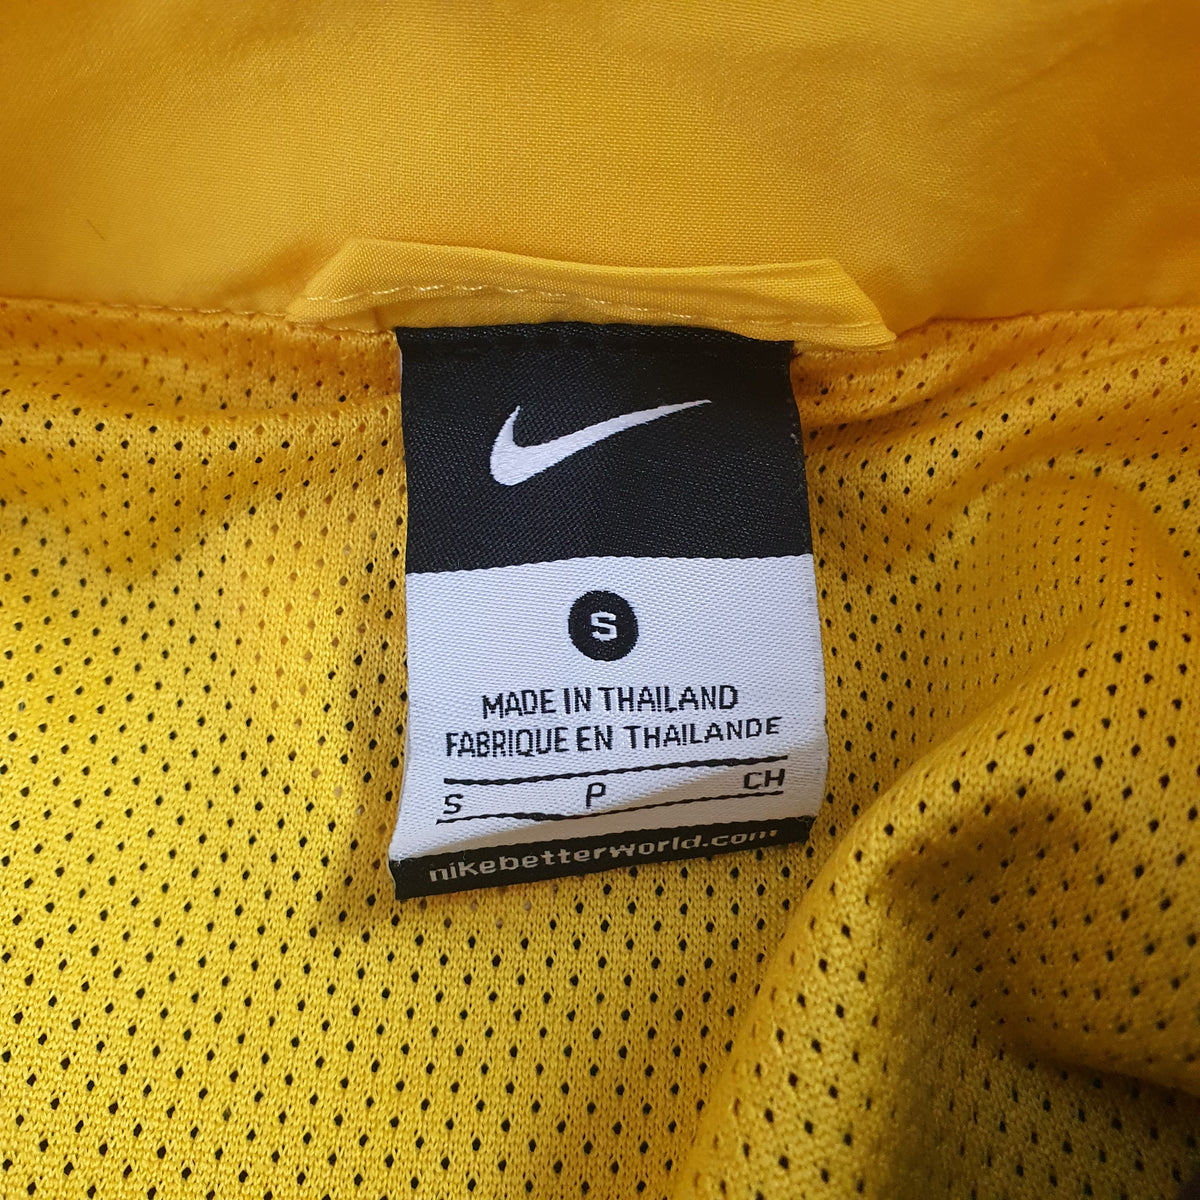 S
MADE IN THAILAND
FABRIQUE EN THAILANDE
S P CH
nikebetterworld.com